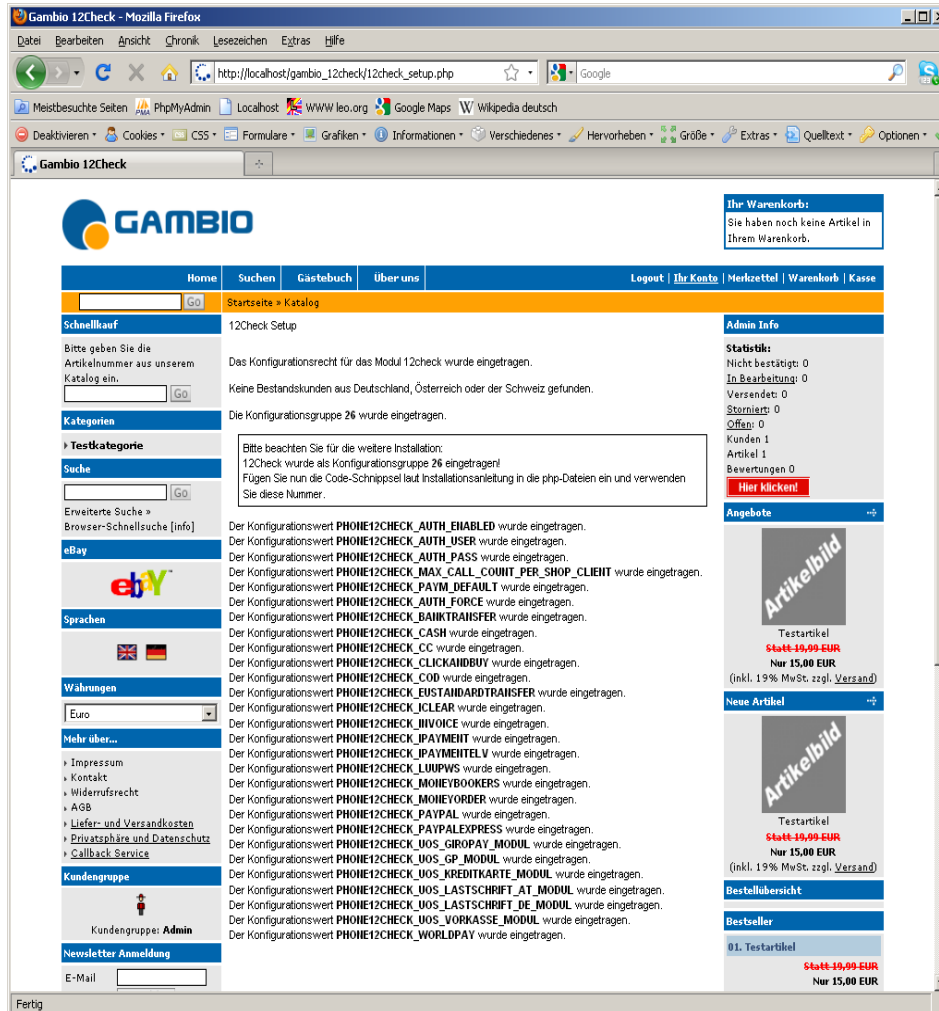 Gambio 12Check - Mozilla Firefox
Datei Bearbeiten Ansicht Chronik Lesezeichen Extras Hilfe
http://localhost/gambio_12check/12check_setup.php
Google
Meistbesuchte Seiten PhpMyAdmin Localhost WWW leo.org Google Maps Wikipedia deutsch
Deaktivieren Cookies CSS Formulare Grafiken Informationen Verschiedenes Hervorheben Größe Extras Quelltext Optionen
Gambio 12Check
GAMBIO
Ihr Warenkorb:
Sie haben noch keine Artikel in
Ihrem Warenkorb.
Home Suchen Gästebuch Über uns Logout | Ihr Konto | Merkzettel | Warenkorb | Kasse
Go
Startseite » Katalog
Schnellkauf
Bitte geben Sie die
Artikelnummer aus unserem
Katalog ein.
Go
Kategorien
Testkategorie
Suche
Go
Erweiterte Suche »
Browser-Schnellsuche [info]
eBay
ebY
Sprachen
Währungen
Euro
Mehr über...
Impressum
Kontakt
Widerrufsrecht
AGB
Liefer- und Versandkosten
Privatsphäre und Datenschutz
Callback Service
Kundengruppe
Kundengruppe: Admin
Newsletter Anmeldung
E-Mail
12Check Setup
Das Konfigurationsrecht für das Modul 12check wurde eingetragen.
Keine Bestandskunden aus Deutschland, Österreich oder der Schweiz gefunden.
Die Konfigurationsgruppe 26 wurde eingetragen.
Bitte beachten Sie für die weitere Installation:
12Check wurde als Konfigurationsgruppe 26 eingetragen!
Fügen Sie nun die Code-Schnippsel laut Installationsanleitung in die php-Dateien ein und verwenden
Sie diese Nummer.
Der Konfigurationswert PHONE12CHECK_AUTH_ENABLED wurde eingetragen.
Der Konfigurationswert PHONE12CHECK_AUTH_USER wurde eingetragen.
Der Konfigurationswert PHONE12CHECK_AUTH_PASS wurde eingetragen.
Der Konfigurationswert PHONE12CHECK_MAX_CALL_COUNT_PER_SHOP_CLIENT wurde eingetragen.
Der Konfigurationswert PHONE12CHECK_PAYM_DEFAULT wurde eingetragen.
Der Konfigurationswert PHONE12CHECK_AUTH_FORCE wurde eingetragen.
Der Konfigurationswert PHONE12CHECK_BANKTRANSFER wurde eingetragen.
Der Konfigurationswert PHONE12CHECK_CASH wurde eingetragen.
Der Konfigurationswert PHONE12CHECK_CC wurde eingetragen.
Der Konfigurationswert PHONE12CHECK_CLICKANDBUY wurde eingetragen.
Der Konfigurationswert PHONE12CHECK_COD wurde eingetragen.
Der Konfigurationswert PHONE12CHECK_EUSTANDARDTRANSFER wurde eingetragen.
Der Konfigurationswert PHONE12CHECK_ICLEAR wurde eingetragen.
Der Konfigurationswert PHONE12CHECK_INVOICE wurde eingetragen.
Der Konfigurationswert PHONE12CHECK_IPAYMENT wurde eingetragen.
Der Konfigurationswert PHONE12CHECK_IPAYMENTELV wurde eingetragen.
Der Konfigurationswert PHONE12CHECK_LUUPWS wurde eingetragen.
Der Konfigurationswert PHONE12CHECK_MONEYBOOKERS wurde eingetragen.
Der Konfigurationswert PHONE12CHECK_MONEYORDER wurde eingetragen.
Der Konfigurationswert PHONE12CHECK_PAYPAL wurde eingetragen.
Der Konfigurationswert PHONE12CHECK_PAYPALEXPRESS wurde eingetragen.
Der Konfigurationswert PHONE12CHECK_UOS_GIROPAY_MODUL wurde eingetragen.
Der Konfigurationswert PHONE12CHECK_UOS_GP_MODUL wurde eingetragen.
Der Konfigurationswert PHONE12CHECK_UOS_KREDITKARTE_MODUL wurde eingetragen.
Der Konfigurationswert PHONE12CHECK_UOS_LASTSCHRIFT_AT_MODUL wurde eingetragen.
Der Konfigurationswert PHONE12CHECK_UOS_LASTSCHRIFT_DE_MODUL wurde eingetragen.
Der Konfigurationswert PHONE12CHECK_UOS_VORKASSE_MODUL wurde eingetragen.
Der Konfigurationswert PHONE12CHECK_WORLDPAY wurde eingetragen.
Admin Info
Statistik:
Nicht bestätigt: 0
In Bearbeitung: 0
Versendet: 0
Storniert: 0
Offen: 0
Kunden 1
Artikel 1
Bewertungen 0
Hier klicken!
Angebote
Artikelbild
Testartikel
Statt 19,99 EUR
Nur 15,00 EUR
(inkl. 19% MwSt. zzgl. Versand)
Neue Artikel
Artikelbild
Testartikel
Statt 19,99 EUR
Nur 15,00 EUR
(inkl. 19% MwSt. zzgl. Versand)
Bestellübersicht
Bestseller
01. Testartikel
Statt 19,99 EUR
Nur 15,00 EUR
Fertig